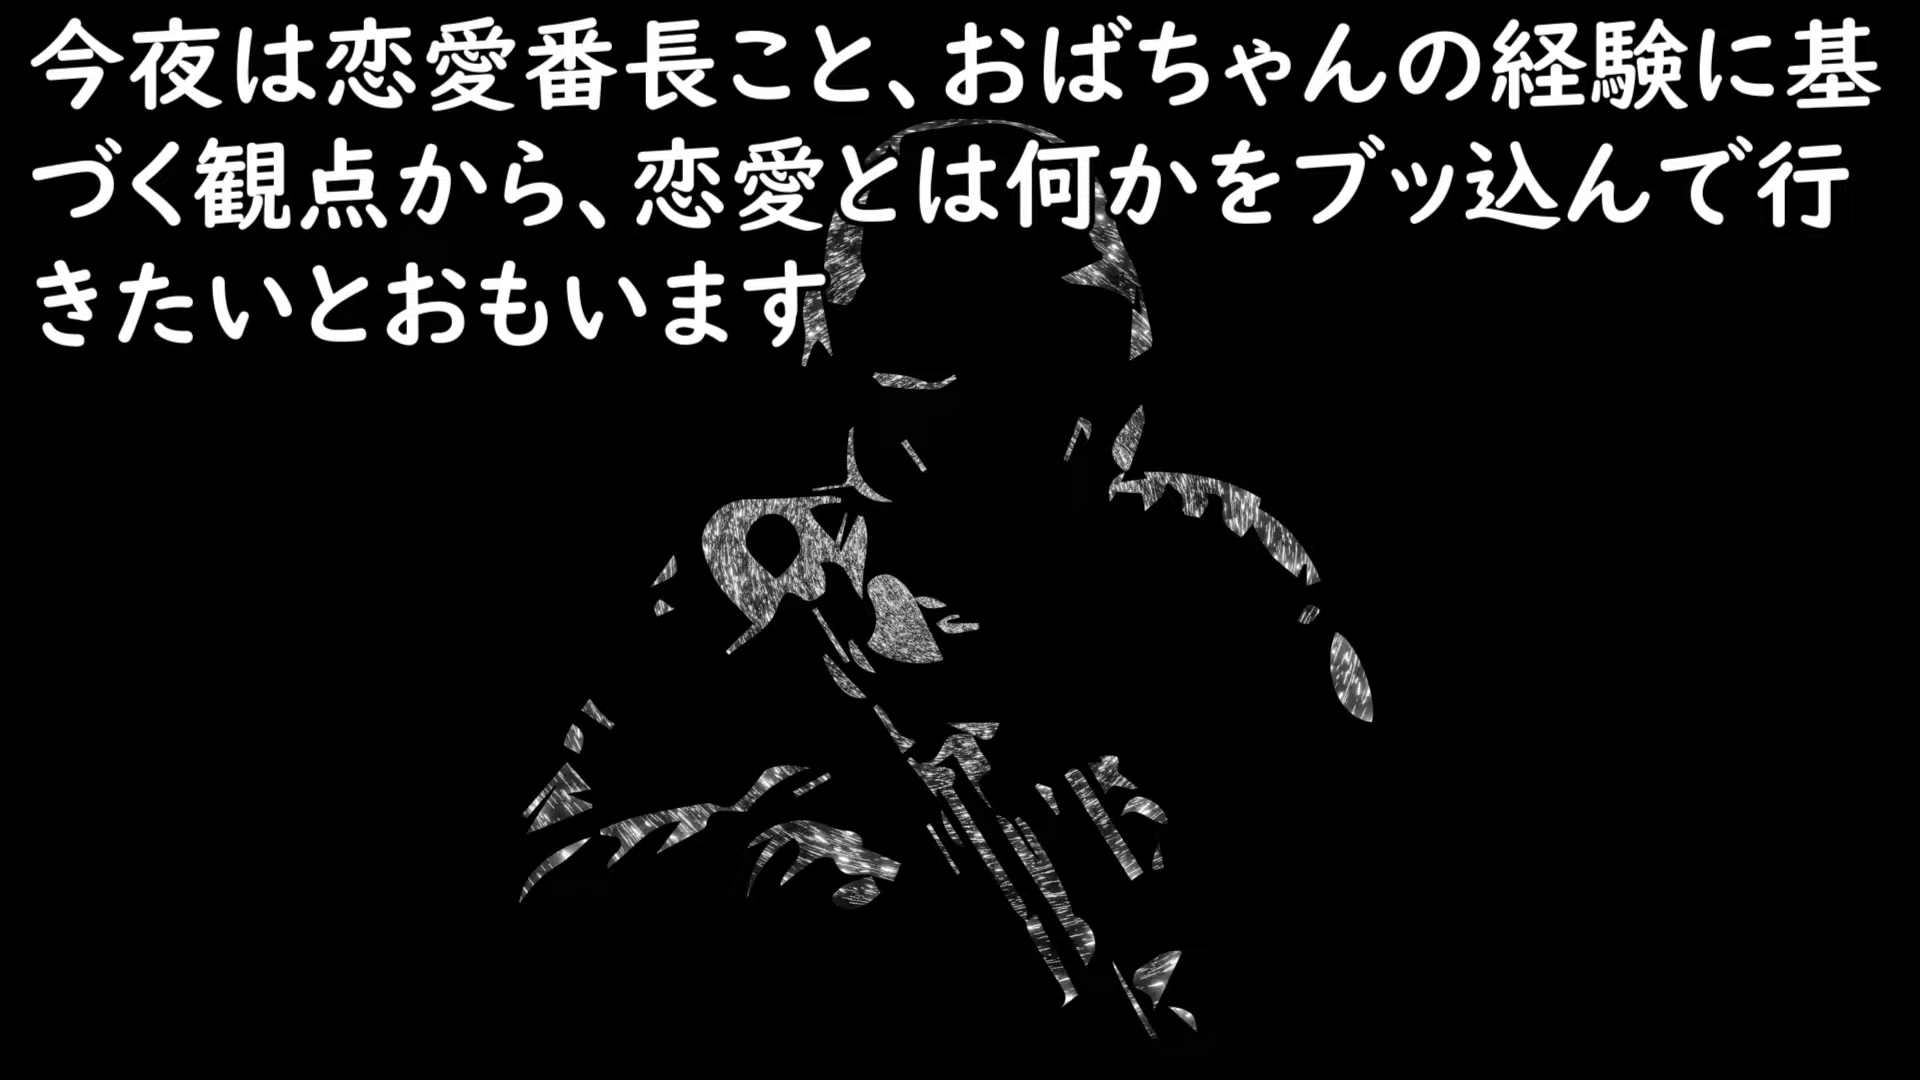 今夜は恋愛番長こと、おばちゃんの経験に基
づく観点から、恋愛とは何かをブッ込んで行
きたいとおもいます